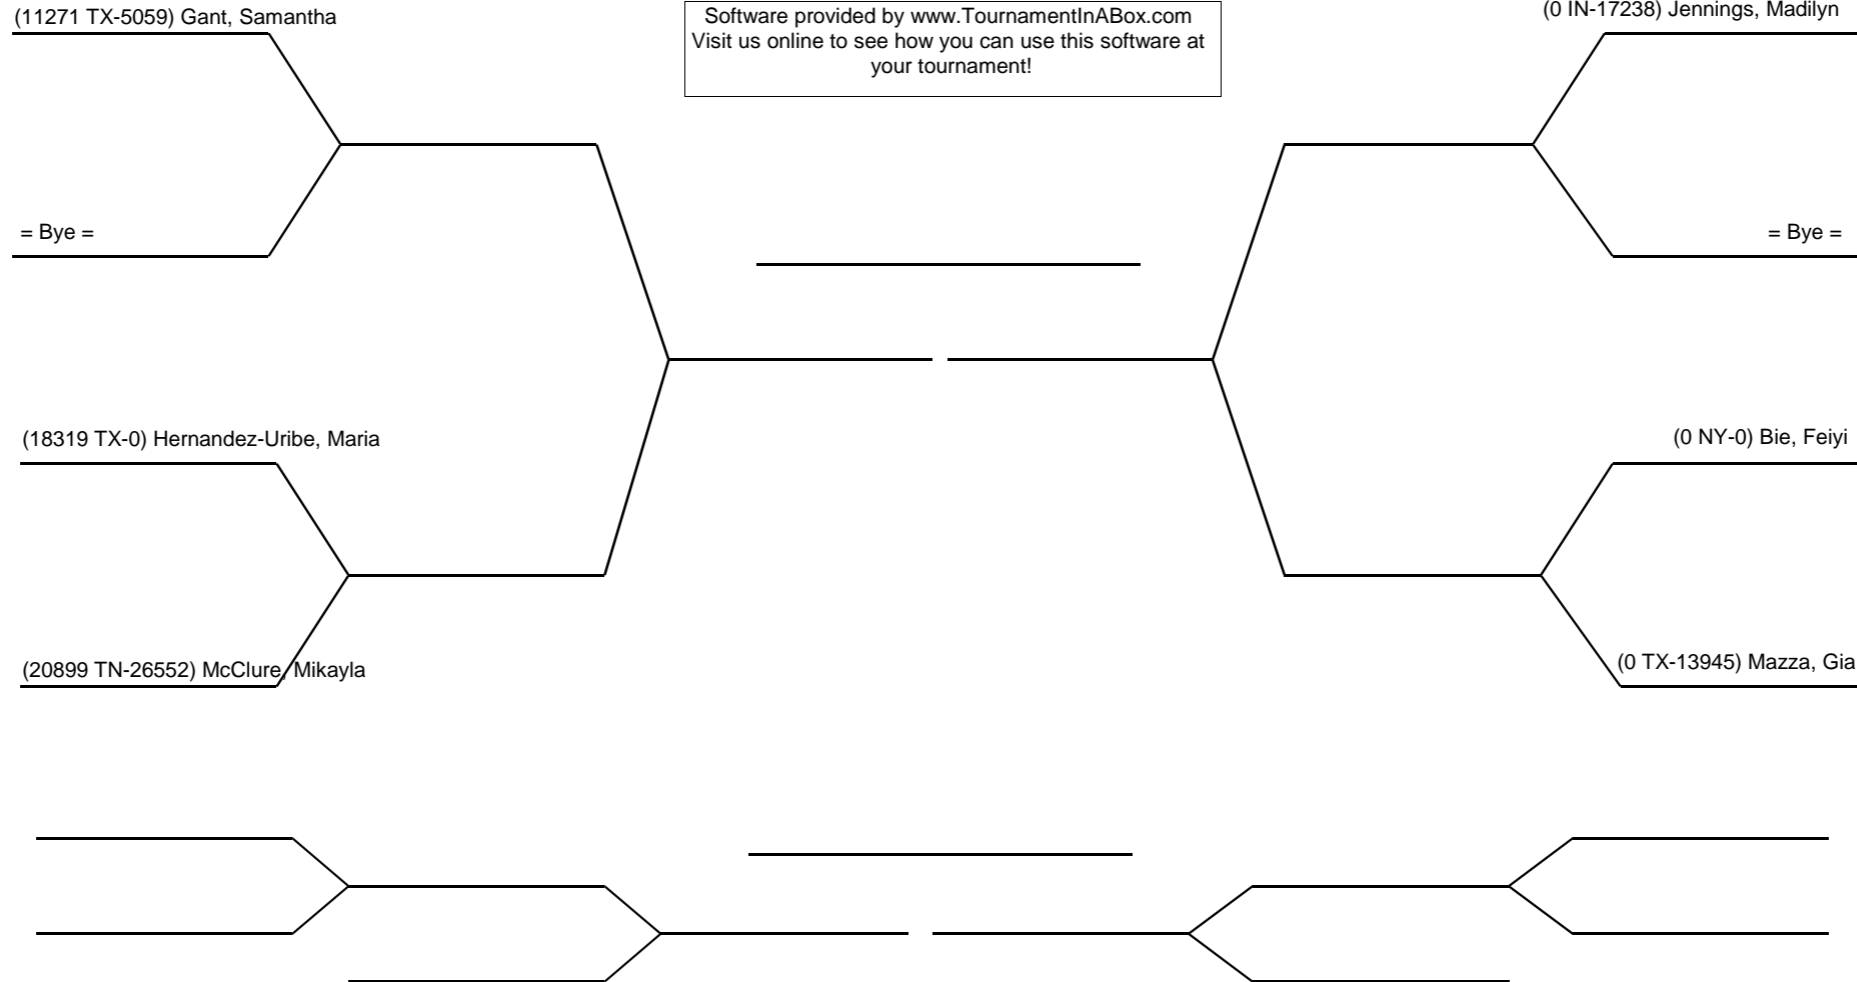 (11271 TX-5059) Gant, Samantha
Software provided by www.TournamentInABox.com
Visit us online to see how you can use this software at
your tournament!
(0 IN-17238) Jennings, Madilyn
= Bye =
= Bye =
(18319 TX-0) Hernandez-Uribe, Maria
(0 NY-0) Bie, Feiyi
(20899 TN-26552) McClure, Mikayla
(0 TX-13945) Mazza, Gia